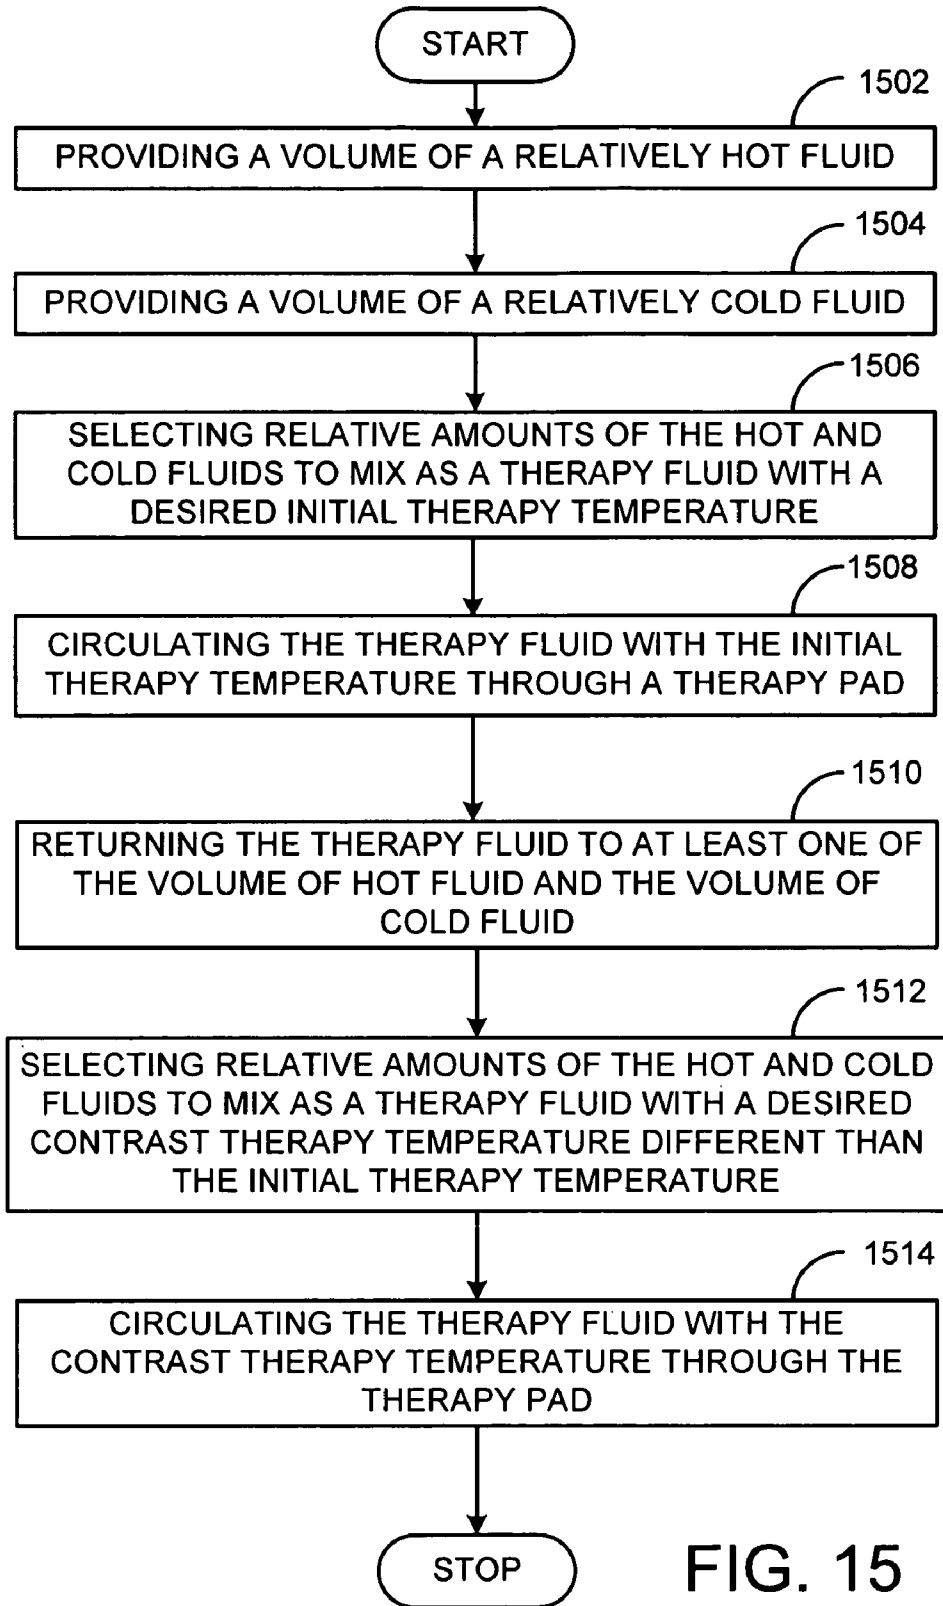 START
1502
PROVIDING A VOLUME OF A RELATIVELY HOT FLUID
1504
PROVIDING A VOLUME OF A RELATIVELY COLD FLUID
1506
SELECTING RELATIVE AMOUNTS OF THE HOT AND
COLD FLUIDS TO MIX AS A THERAPY FLUID WITH A
DESIRED INITIAL THERAPY TEMPERATURE
1508
CIRCULATING THE THERAPY FLUID WITH THE INITIAL
THERAPY TEMPERATURE THROUGH A THERAPY PAD
1510
RETURNING THE THERAPY FLUID TO AT LEAST ONE OF
THE VOLUME OF HOT FLUID AND THE VOLUME OF
COLD FLUID
1512
SELECTING RELATIVE AMOUNTS OF THE HOT AND COLD
FLUIDS TO MIX AS A THERAPY FLUID WITH A DESIRED
CONTRAST THERAPY TEMPERATURE DIFFERENT THAN
THE INITIAL THERAPY TEMPERATURE
1514
CIRCULATING THE THERAPY FLUID WITH THE
CONTRAST THERAPY TEMPERATURE THROUGH THE
THERAPY PAD
STOP
FIG. 15